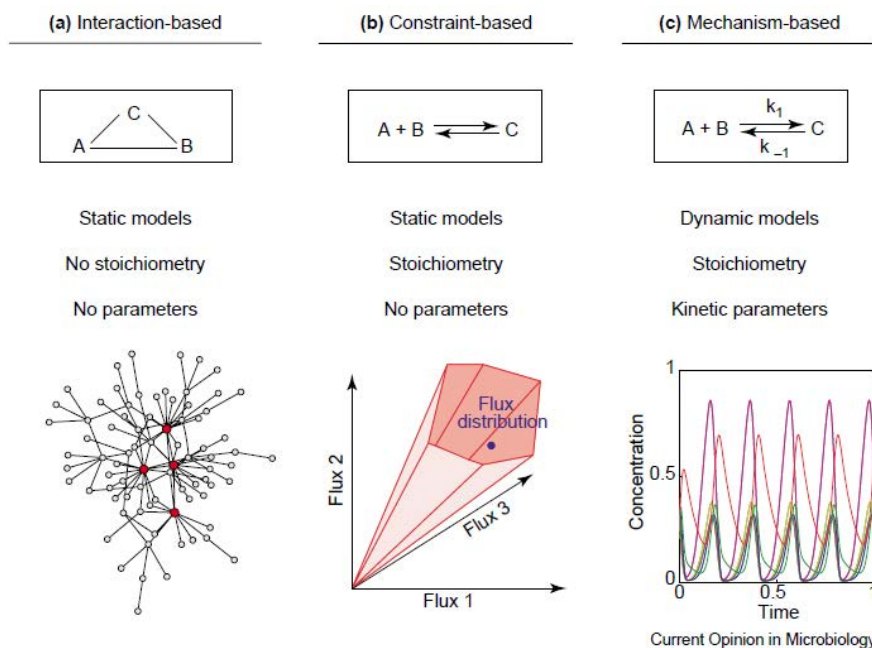 (a) Interaction-based
(b) Constraint-based
(c) Mechanism-based
C
A B
A + B C
k1
A + B C
k–1
Static models
No stoichiometry
No parameters
Static models
Stoichiometry
No parameters
Dynamic models
Stoichiometry
Kinetic parameters
Flux 2
Flux
distribution
Flux 3
Flux 1
Concentration
1
0.5
0
0 0.5 1
Time
Current Opinion in Microbiology